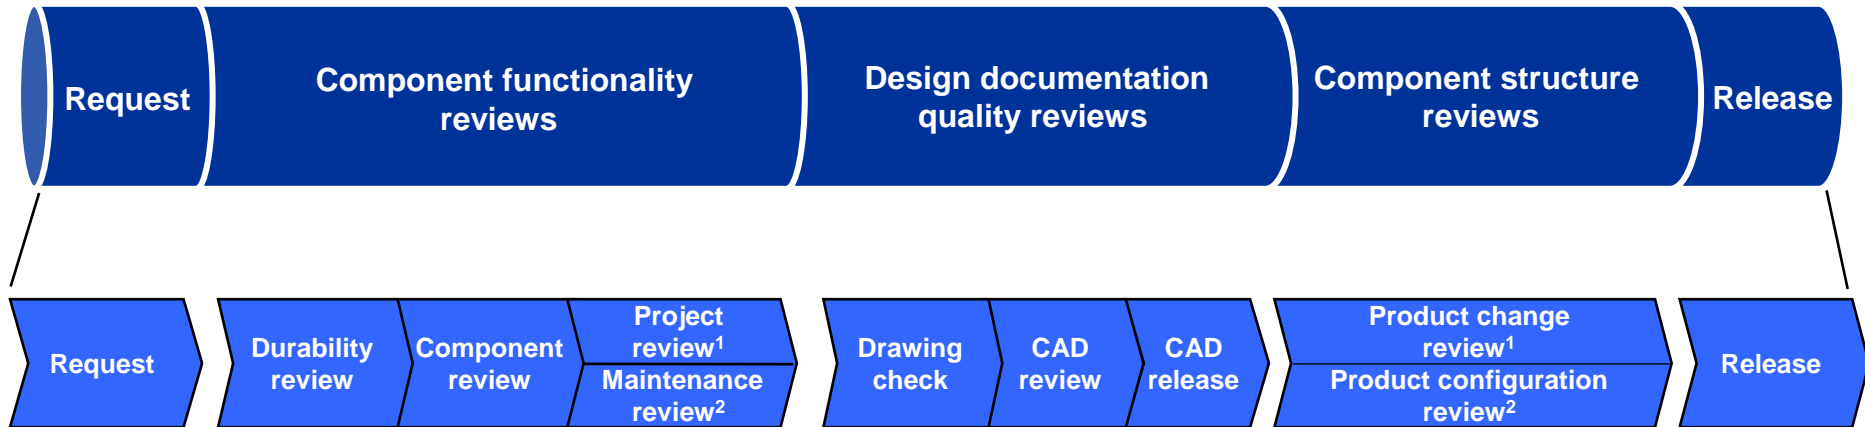 Request
Component functionality
reviews
Design documentation
quality reviews
Component structure
reviews
Release
Request
Durability
review
Component
review
Project
review¹
Maintenance
review²
Drawing
check
CAD
review
CAD
release
Product change
review¹
Product configuration
review²
Release